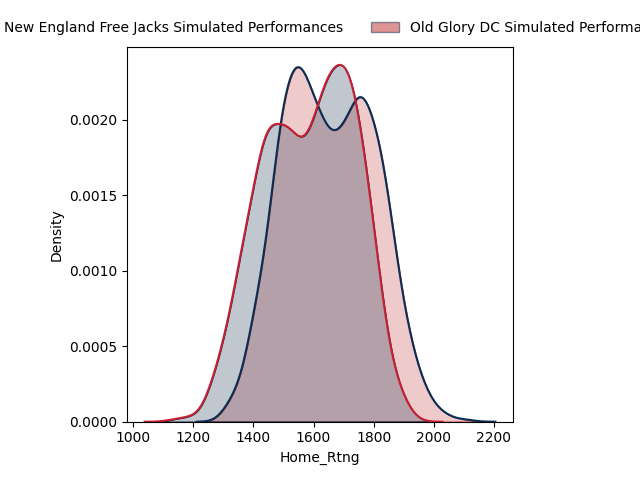 New England Free Jacks Simulated Performances
Old Glory DC Simulated Performa
0.0020
0.0015
0.0010
0.0005
0.0000
Density
1000 1200 1400 1600 1800 2000 2200
Home_Rtng